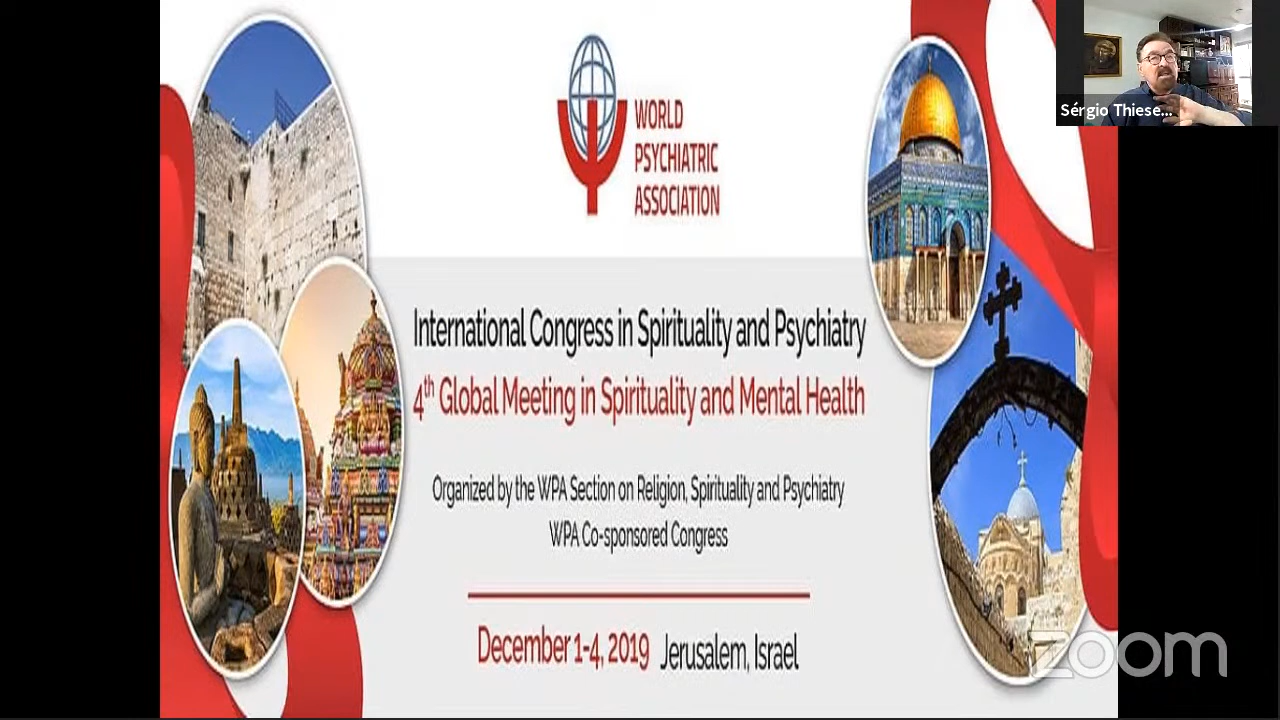 WORLD
PSYCHIATRIC
ASSOCIATION
Sérgio Thiese...
International Congress in Spirituality and Psychiatry
4th Global Meeting in Spirituality and Mental Health
Organized by the WPA Section on Religion, Spirituality and Psychiatry
WPA Co-sponsored Congress
December 1-4, 2019 Jerusalem, Israel
zoom